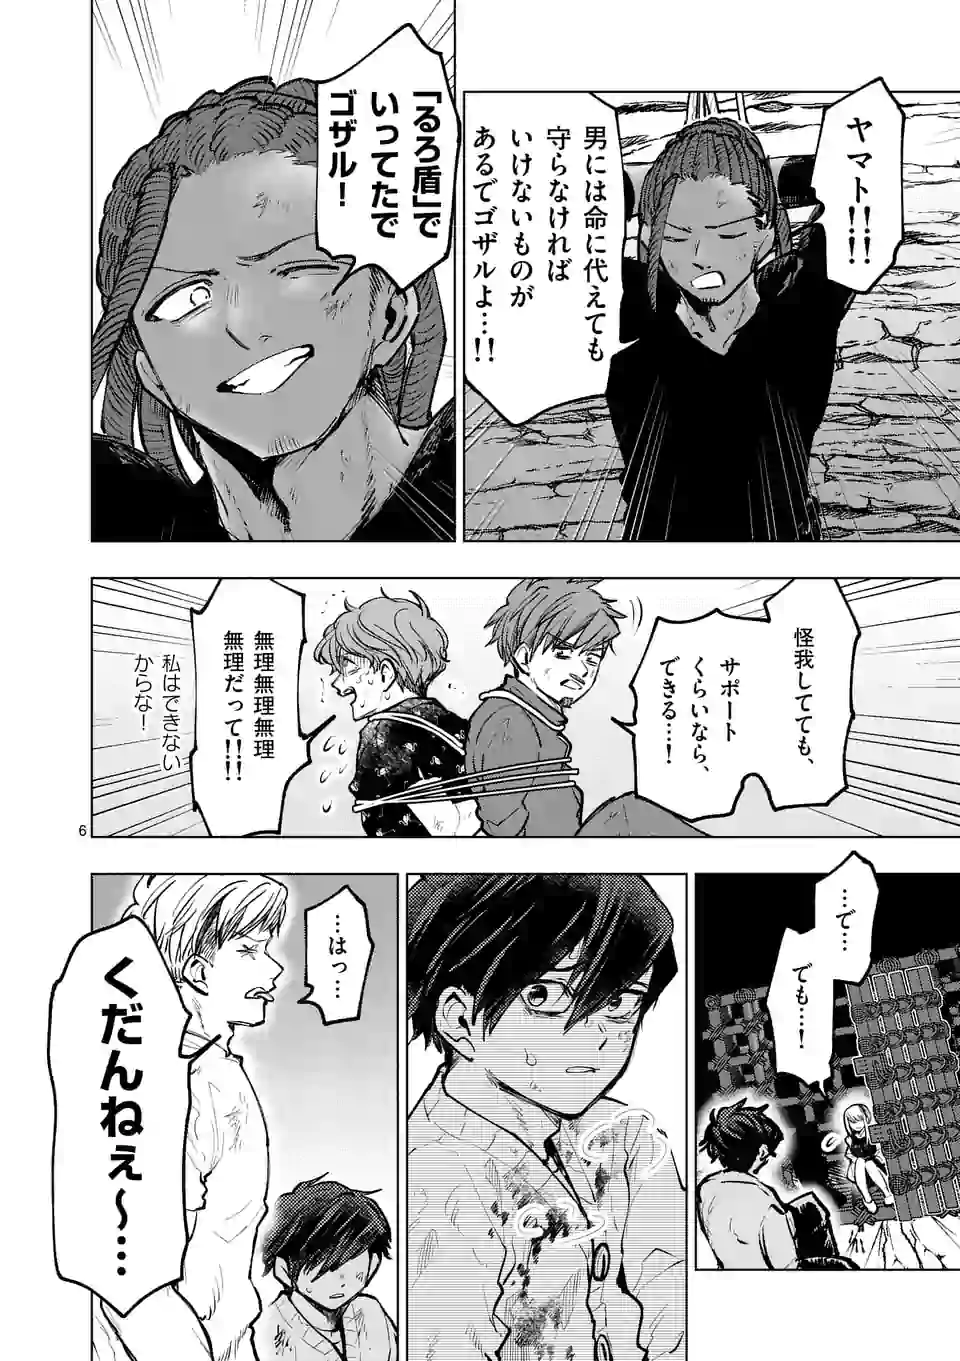 ヤマト!!!!
男には命に代えても
守らなければ
いけないものが
あるでゴザルよ…!!
「るろ盾」で
いってたで
ゴザル!
怪我してても、
サポート
くらいなら、
できる…!
無理無理無理
無理だって!!!
私はできない
からな!
6
…で…
でも…!
…はっ…
くだんねぇ〜…